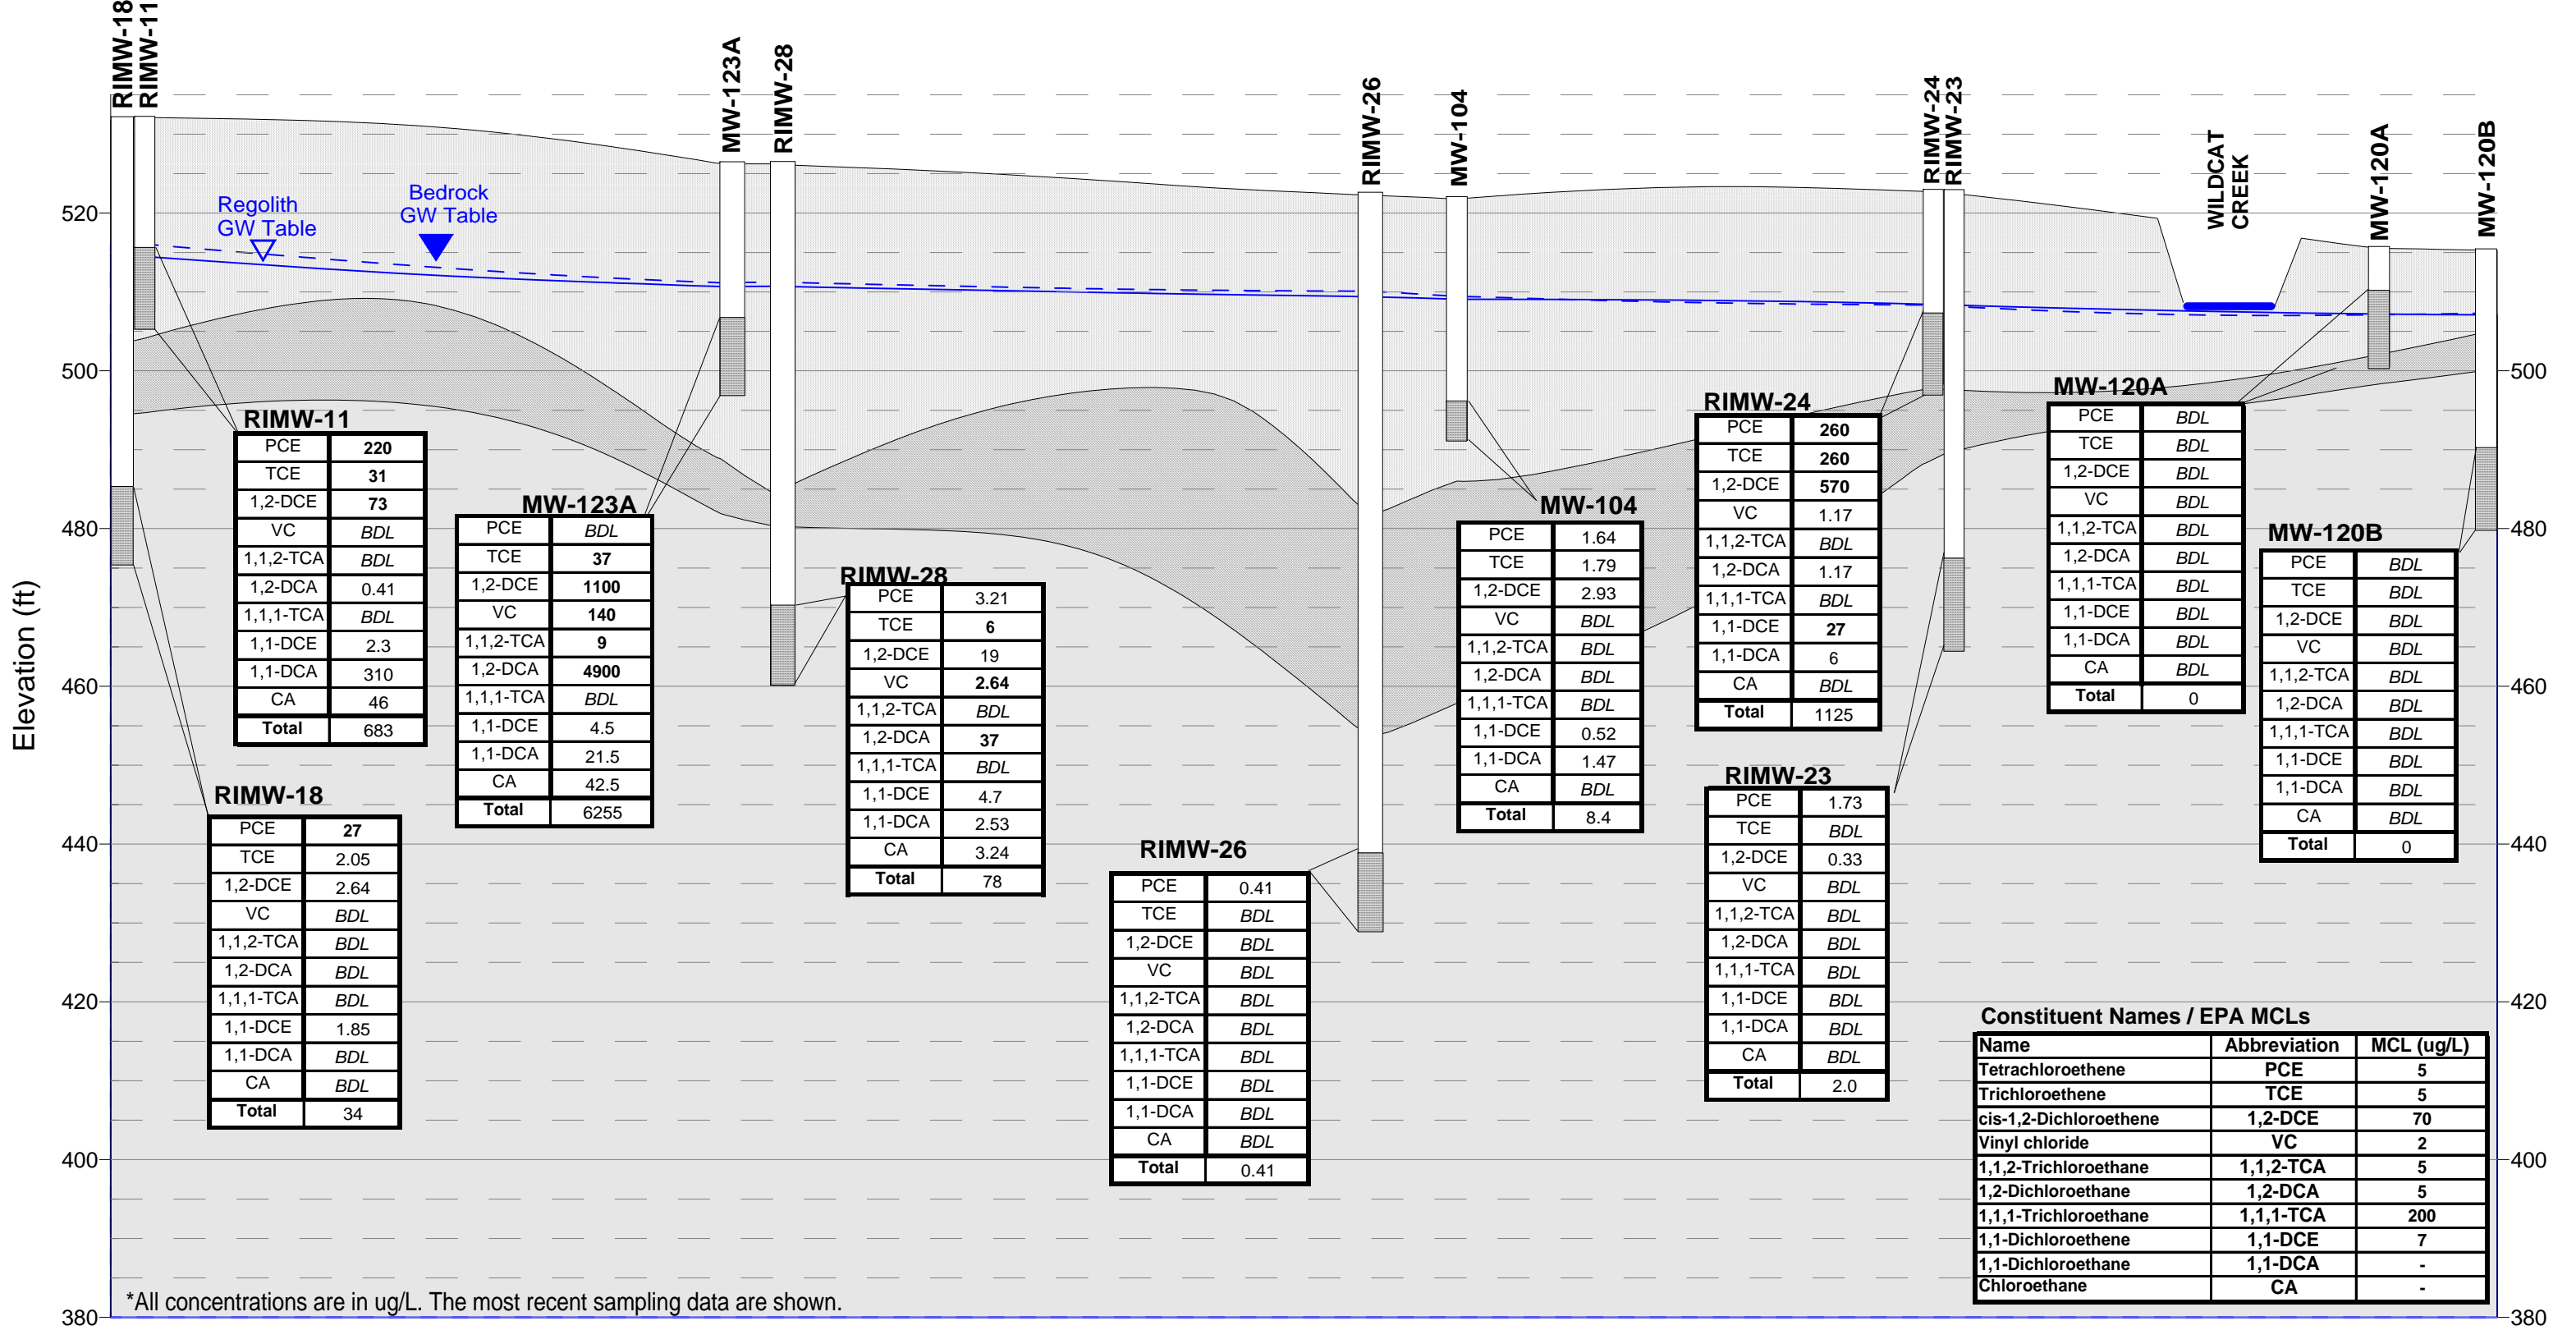 RIMW-18
RIMW-11
MW-123A
RIMW-28
RIMW-26
MW-104
RIMW-24
RIMW-23
WILDCAT
CREEK
MW-120A
MW-120B
Regolith
GW Table
Bedrock
GW Table
Elevation (ft)
520
500
480
460
440
420
400
380
500
480
460
440
420
400
380
RIMW-11
PCE 220
TCE 31
1,2-DCE 73
VC BDL
1,1,2-TCA BDL
1,2-DCA 0.41
1,1,1-TCA BDL
1,1-DCE 2.3
1,1-DCA 310
CA 46
Total 683
RIMW-18
PCE 27
TCE 2.05
1,2-DCE 2.64
VC BDL
1,1,2-TCA BDL
1,2-DCA BDL
1,1,1-TCA BDL
1,1-DCE 1.85
1,1-DCA BDL
CA BDL
Total 34
MW-123A
PCE BDL
TCE 37
1,2-DCE 1100
VC 140
1,1,2-TCA 9
1,2-DCA 4900
1,1,1-TCA BDL
1,1-DCE 4.5
1,1-DCA 21.5
CA 42.5
Total 6255
RIMW-28
PCE 3.21
TCE 6
1,2-DCE 19
VC 2.64
1,1,2-TCA BDL
1,2-DCA 37
1,1,1-TCA BDL
1,1-DCE 4.7
1,1-DCA 2.53
CA 3.24
Total 78
RIMW-26
PCE 0.41
TCE BDL
1,2-DCE BDL
VC BDL
1,1,2-TCA BDL
1,2-DCA BDL
1,1,1-TCA BDL
1,1-DCE BDL
1,1-DCA BDL
CA BDL
Total 0.41
MW-104
PCE 1.64
TCE 1.79
1,2-DCE 2.93
VC BDL
1,1,2-TCA BDL
1,2-DCA BDL
1,1,1-TCA BDL
1,1-DCE 0.52
1,1-DCA 1.47
CA BDL
Total 8.4
RIMW-24
PCE 260
TCE 260
1,2-DCE 570
VC 1.17
1,1,2-TCA BDL
1,2-DCA 1.17
1,1,1-TCA BDL
1,1-DCE 27
1,1-DCA 6
CA BDL
Total 1125
RIMW-23
PCE 1.73
TCE BDL
1,2-DCE 0.33
VC BDL
1,1,2-TCA BDL
1,2-DCA BDL
1,1,1-TCA BDL
1,1-DCE BDL
1,1-DCA BDL
CA BDL
Total 2.0
MW-120A
PCE BDL
TCE BDL
1,2-DCE BDL
VC BDL
1,1,2-TCA BDL
1,2-DCA BDL
1,1,1-TCA BDL
1,1-DCE BDL
1,1-DCA BDL
CA BDL
Total 0
MW-120B
PCE BDL
TCE BDL
1,2-DCE BDL
VC BDL
1,1,2-TCA BDL
1,2-DCA BDL
1,1,1-TCA BDL
1,1-DCE BDL
1,1-DCA BDL
CA BDL
Total 0
Constituent Names / EPA MCLs
Name Abbreviation MCL (ug/L)
Tetrachloroethene PCE 5
Trichloroethene TCE 5
cis-1,2-Dichloroethene 1,2-DCE 70
Vinyl chloride VC 2
1,1,2-Trichloroethane 1,1,2-TCA 5
1,2-Dichloroethane 1,2-DCA 5
1,1,1-Trichloroethane 1,1,1-TCA 200
1,1-Dichloroethene 1,1-DCE 7
1,1-Dichloroethane 1,1-DCA -
Chloroethane CA -
*All concentrations are in ug/L. The most recent sampling data are shown.